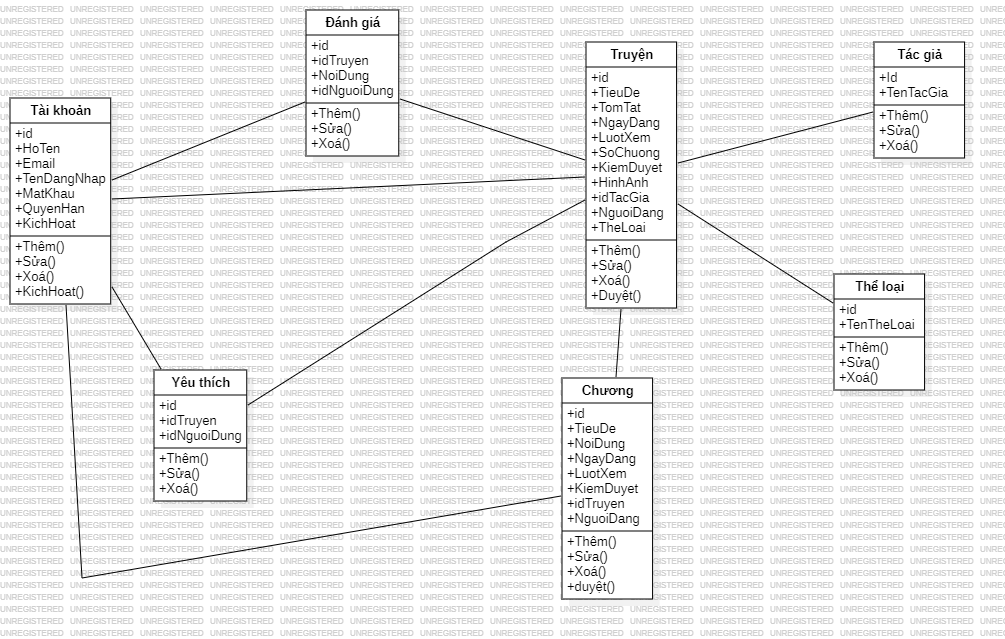 Đánh giá
+id
+idTruyen
+NoiDung
+idNguoiDung
+Thêm()
+Sửa()
+Xoá()
Truyện
+id
+TieuDe
+TomTat
+NgayDang
+LuotXem
+SoChuong
+KiemDuyet
+HinhAnh
+idTacGia
+NguoiDang
+TheLoai
+Thêm()
+Sửa()
+Xoá()
+Duyệt()
Tác giả
+Id
+TenTacGia
+Thêm()
+Sửa()
+Xoá()
Tài khoản
+id
+HoTen
+Email
+TenDangNhap
+MatKhau
+QuyenHan
+KichHoat
+Thêm()
+Sửa()
+Xoá()
+KichHoat()
Thể loại
+id
+TenTheLoai
+Thêm()
+Sửa()
+Xoá()
Yêu thích
+id
+idTruyen
+idNguoiDung
+Thêm()
+Sửa()
+Xoá()
Chương
+id
+TieuDe
+NoiDung
+NgayDang
+LuotXem
+KiemDuyet
+idTruyen
+NguoiDang
+Thêm()
+Sửa()
+Xoá()
+duyệt()
UNREGISTERED